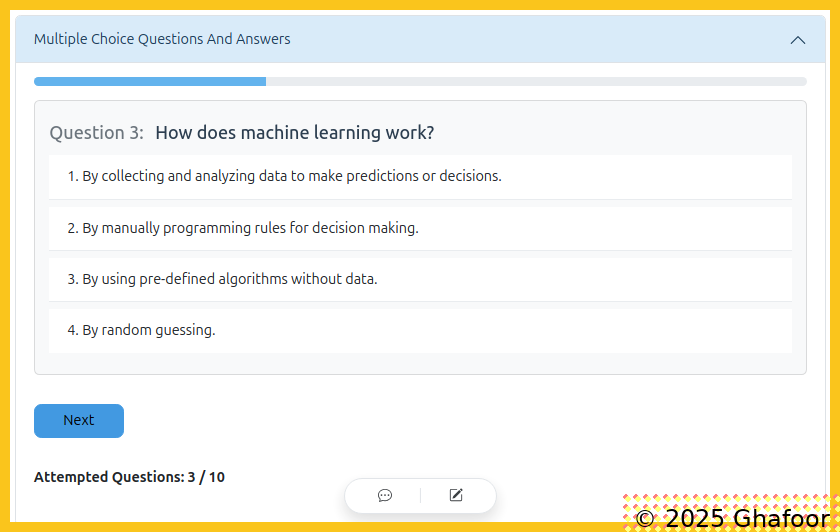 Multiple Choice Questions And Answers
Question 3: How does machine learning work?
1. By collecting and analyzing data to make predictions or decisions.
2. By manually programming rules for decision making.
3. By using pre-defined algorithms without data.
4. By random guessing.
Next
Attempted Questions: 3 / 10
© 2025 Ghafoor